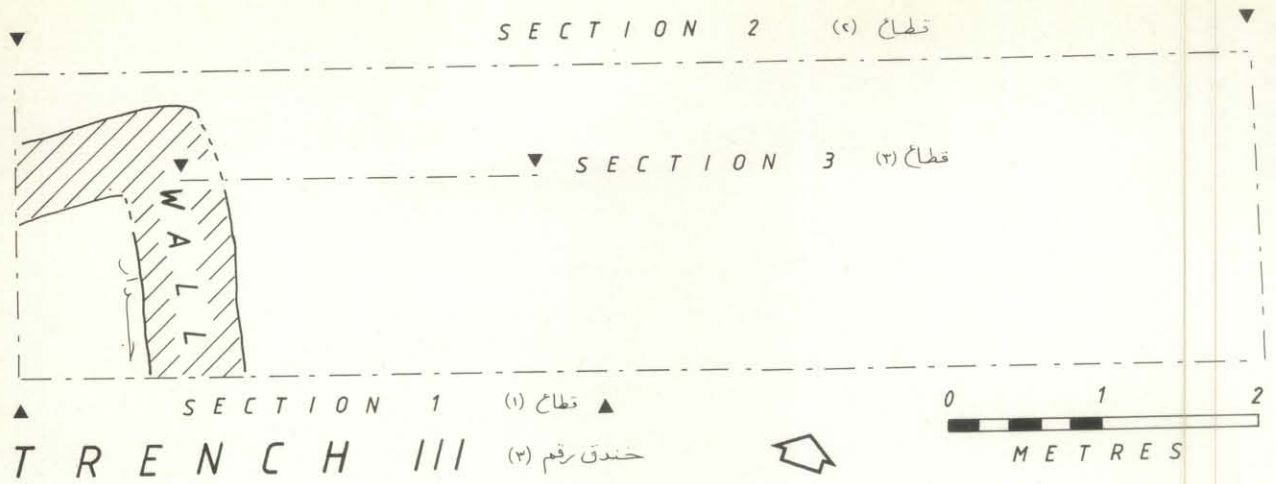 SECTION 2 قطاع (٢)
SECTION 3 قطاع (٣)
WALL
SECTION 1 قطاع (١)
TRENCH III خندق رقم (٣)
0 1 2
METRES